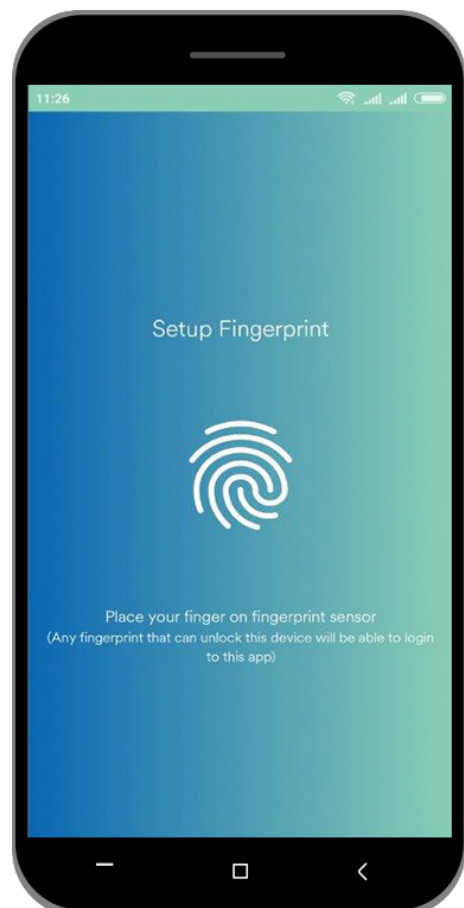 11:26
Setup Fingerprint
Place your finger on fingerprint sensor
(Any fingerprint that can unlock this device will be able to login
to this app)